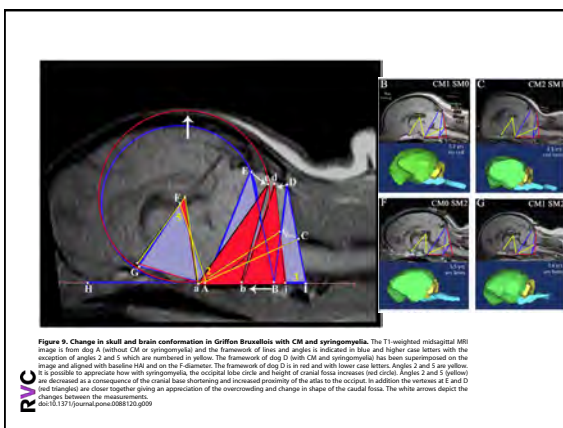 B
CM1 SM0
C
CM2 SM1
F
CM0 SM2
G
CM1 SM2
E
e
d
D
F
C
G
2
H
a
A
b
B
I
Figure 9. Change in skull and brain conformation in Griffon Bruxellois with CM and syringomyelia. The T1-weighted midsagittal MRI
image is from dog A (without CM or syringomyelia) and the framework of lines and angles is indicated in blue and higher case letters with the
exception of angles 2 and 5 which are numbered in yellow. The framework of dog D (with CM and syringomyelia) has been superimposed on the
image and aligned with baseline HAI and on the F-diameter. The framework of dog D is in red and with lower case letters. Angles 2 and 5 are yellow.
It is possible to appreciate how with syringomyelia, the occipital lobe circle and height of cranial fossa increases (red circle). Angles 2 and 5 (yellow)
are decreased as a consequence of the cranial base shortening and increased proximity of the atlas to the occiput. In addition the vertexes at E and D
(red triangles) are closer together giving an appreciation of the overcrowding and change in shape of the caudal fossa. The white arrows depict the
changes between the measurements.
doi:10.1371/journal.pone.0088120.g009
RVC